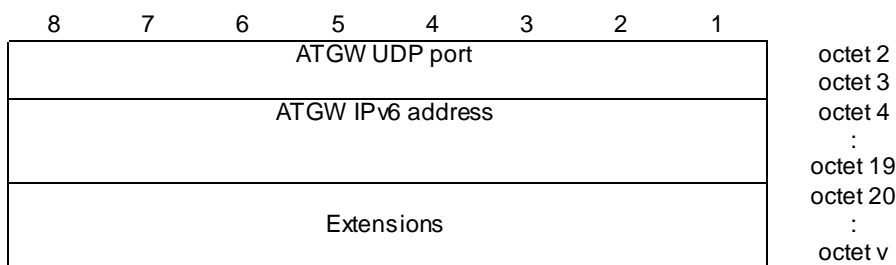 8 7 6 5 4 3 2 1
ATGW UDP port octet 2
octet 3
ATGW IPv6 address octet 4
:
octet 19
octet 20
Extensions :
octet v